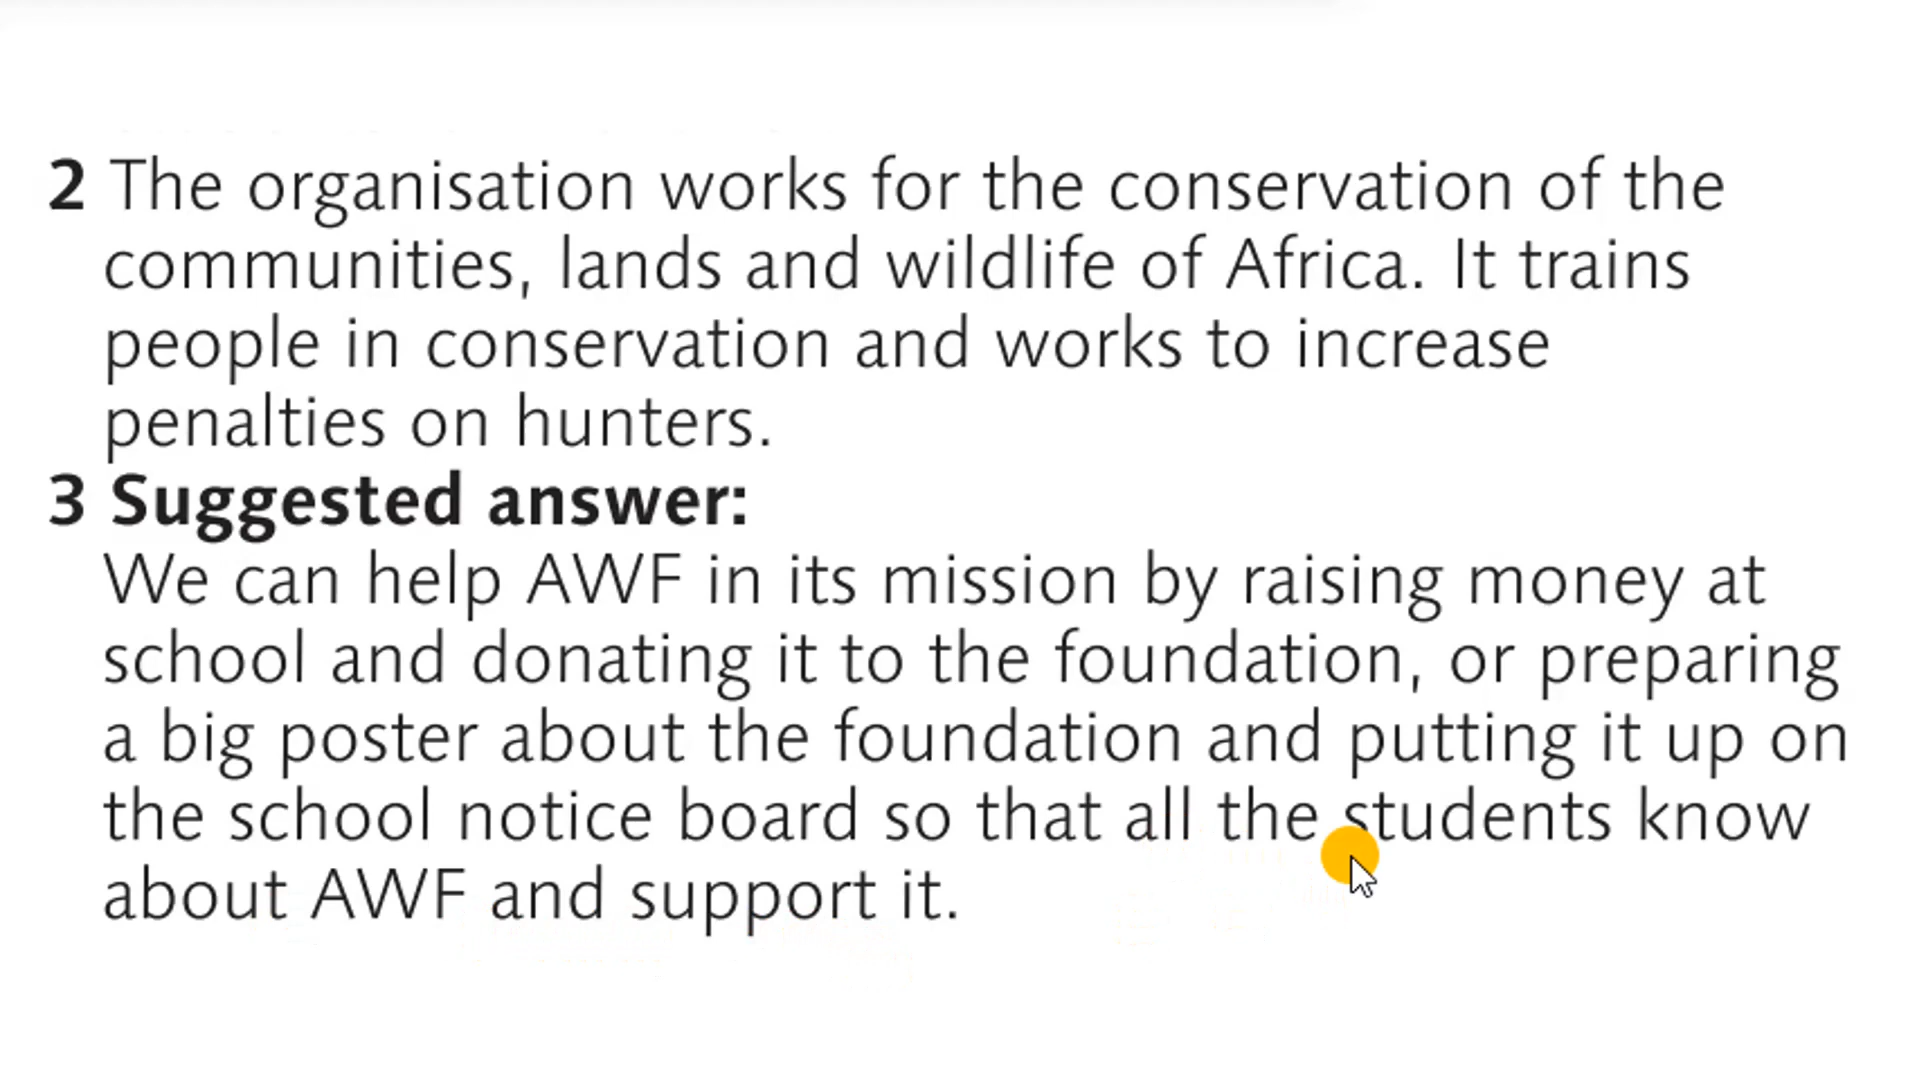 2 The organisation works for the conservation of the
communities, lands and wildlife of Africa. It trains
people in conservation and works to increase
penalties on hunters.
3 Suggested answer:
We can help AWF in its mission by raising money at
school and donating it to the foundation, or preparing
a big poster about the foundation and putting it up on
the school notice board so that all the students know
about AWF and support it.